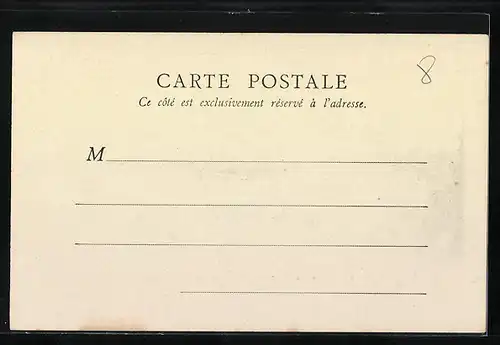 CARTE POSTALE
8
Ce côté est exclusivement réservé à l'adresse.
M